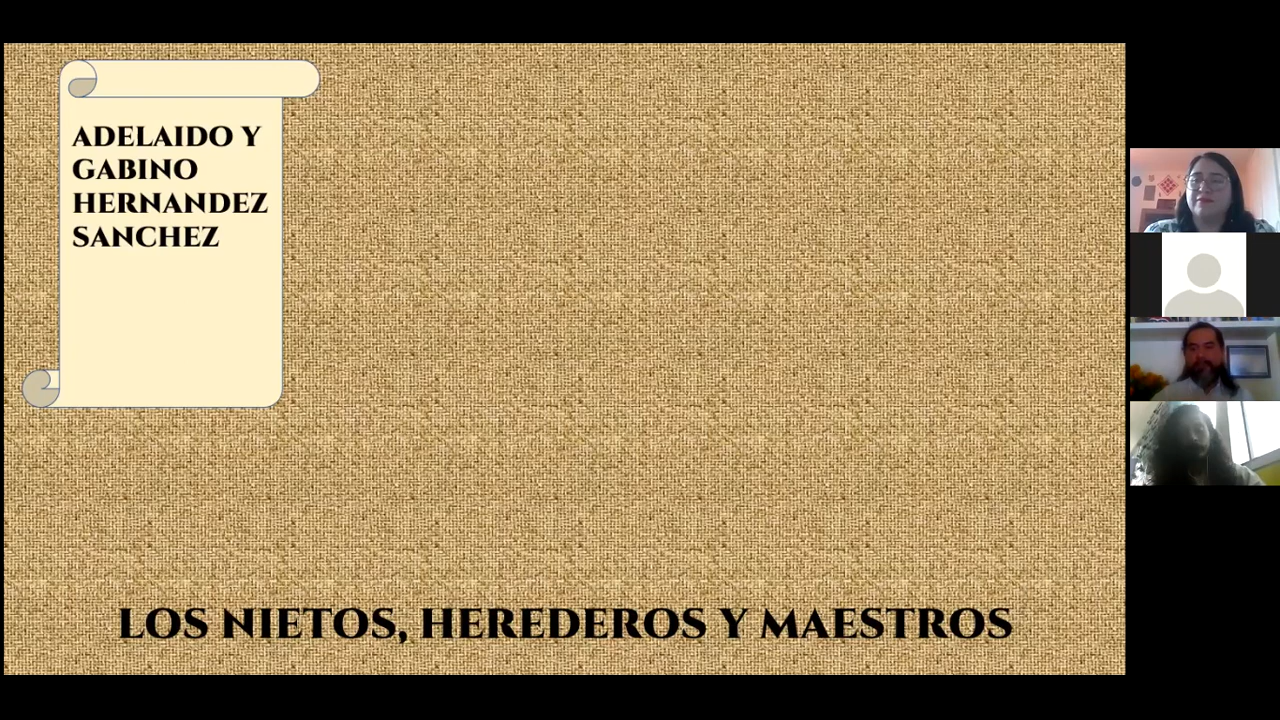 ADELAIDO Y
GABINO
HERNANDEZ
SANCHEZ
LOS NIETOS, HEREDEROS Y MAESTROS